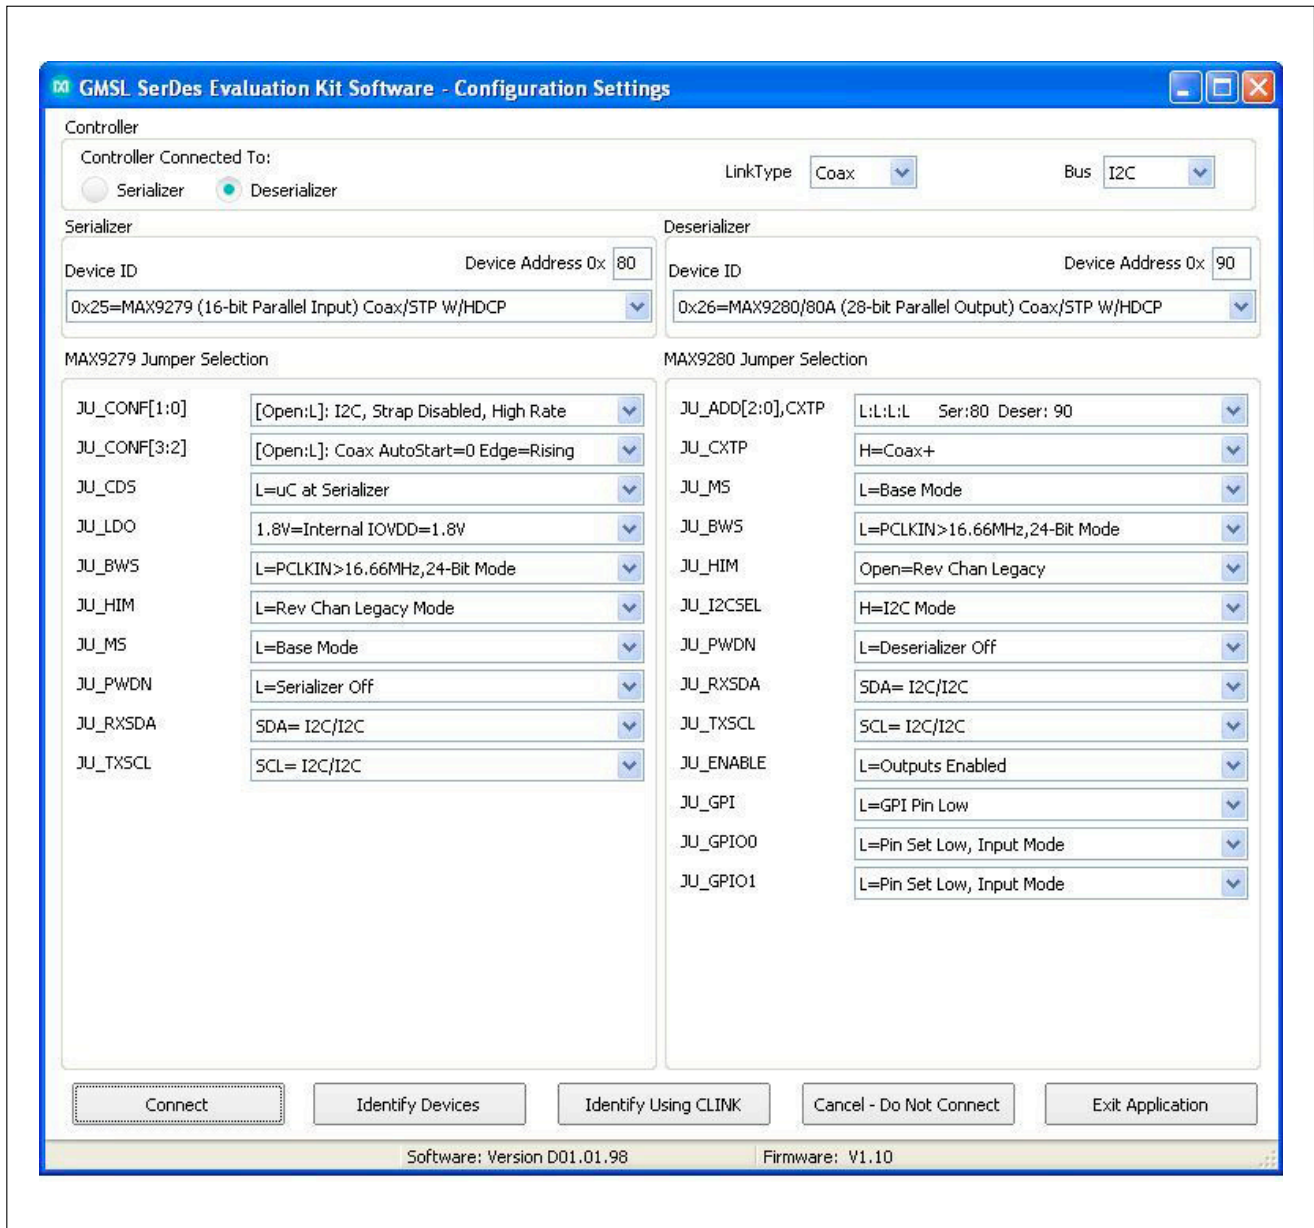 GMSL SerDes Evaluation Kit Software - Configuration Settings
Controller
Controller Connected To:
Serializer
Deserializer
LinkType
Coax
Bus
I2C
Serializer
Device ID
Device Address 0x
80
0x25=MAX9279 (16-bit Parallel Input) Coax/STP W/HDCP
Deserializer
Device ID
Device Address 0x
90
0x26=MAX9280/80A (28-bit Parallel Output) Coax/STP W/HDCP
MAX9279 Jumper Selection
JU_CONF[1:0]
[Open:L]: I2C, Strap Disabled, High Rate
JU_CONF[3:2]
[Open:L]: Coax AutoStart=0 Edge=Rising
JU_CDS
L=uC at Serializer
JU_LDO
1.8V=Internal IOVDD=1.8V
JU_BWS
L=PCLKIN>16.66MHz,24-Bit Mode
JU_HIM
L=Rev Chan Legacy Mode
JU_MS
L=Base Mode
JU_PWDN
L=Serializer Off
JU_RXSDA
SDA= I2C/I2C
JU_TXSCL
SCL= I2C/I2C
MAX9280 Jumper Selection
JU_ADD[2:0],CXTP
L:L:L:L Ser:80 Deser: 90
JU_CXTP
H=Coax+
JU_MS
L=Base Mode
JU_BWS
L=PCLKIN>16.66MHz,24-Bit Mode
JU_HIM
Open=Rev Chan Legacy
JU_I2CSEL
H=I2C Mode
JU_PWDN
L=Deserializer Off
JU_RXSDA
SDA= I2C/I2C
JU_TXSCL
SCL= I2C/I2C
JU_ENABLE
L=Outputs Enabled
JU_GPI
L=GPI Pin Low
JU_GPIO0
L=Pin Set Low, Input Mode
JU_GPIO1
L=Pin Set Low, Input Mode
Connect
Identify Devices
Identify Using CLINK
Cancel - Do Not Connect
Exit Application
Software: Version D01.01.98
Firmware: V1.10